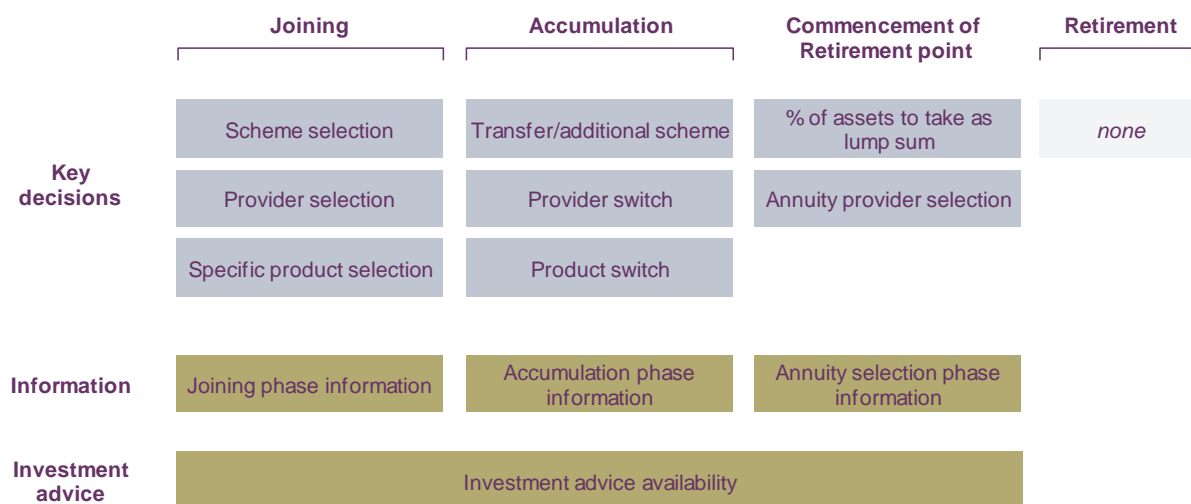 Joining
Accumulation
Commencement of
Retirement point
Retirement
Key
decisions
Scheme selection
Transfer/additional scheme
% of assets to take as
lump sum
none
Provider selection
Provider switch
Annuity provider selection
Specific product selection
Product switch
Information
Joining phase information
Accumulation phase
information
Annuity selection phase
information
Investment
advice
Investment advice availability